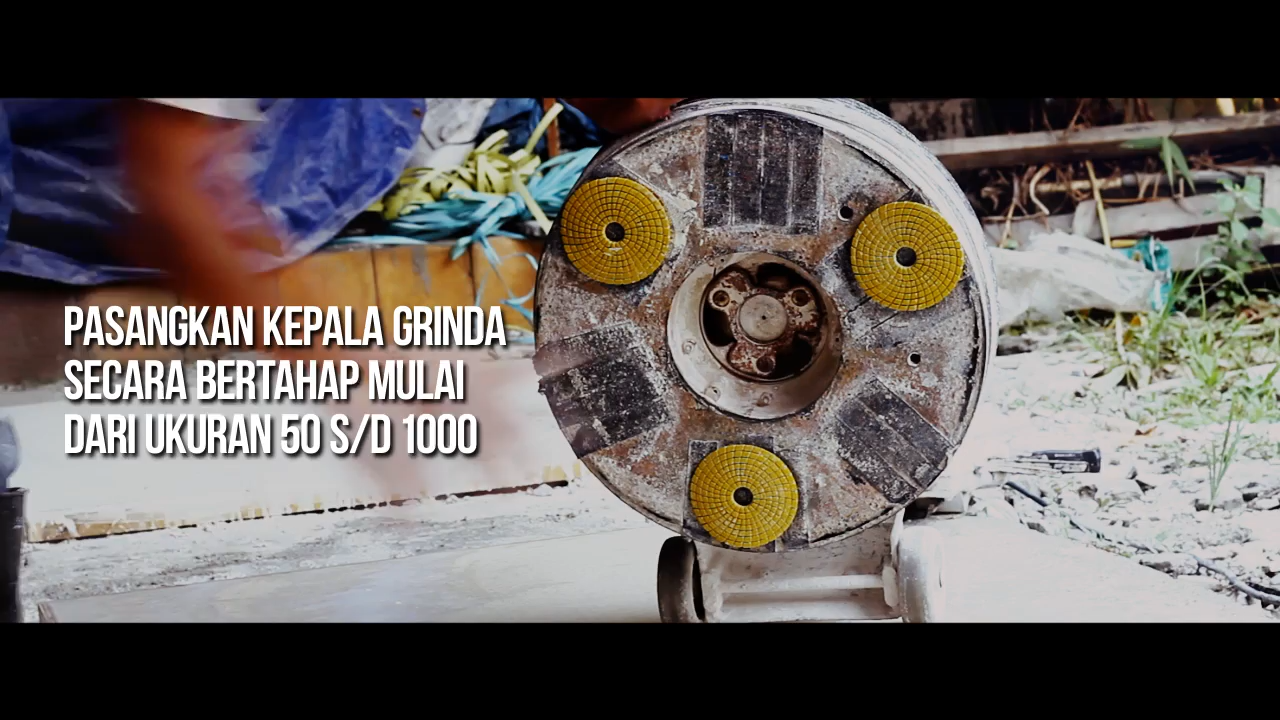 PASANGKAN KEPALA GRINDA
SECARA BERTAHAP MULAI
DARI UKURAN 50 S/D 1000